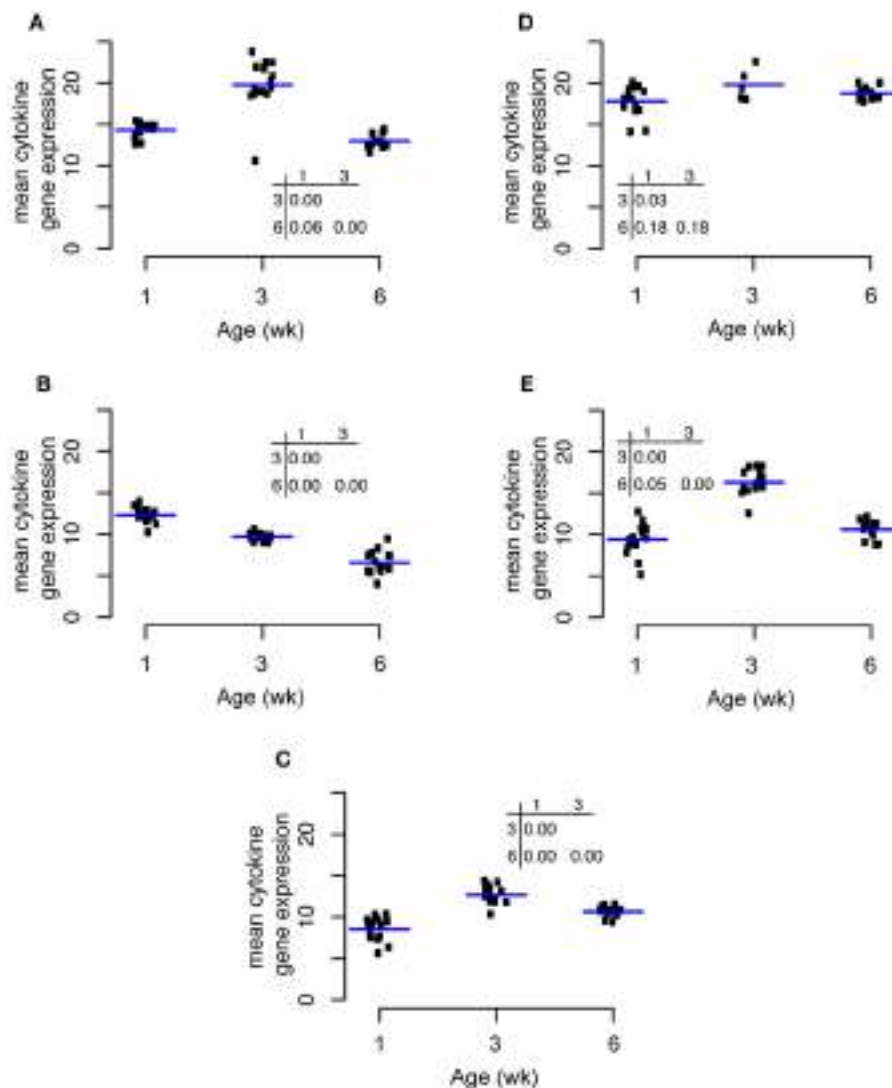 A
mean cytokine
gene expression
0 10 20
1 3
3 0.00
6 0.06 0.00
1 3 6
Age (wk)
D
mean cytokine
gene expression
0 10 20
1 3
3 0.03
6 0.18 0.18
1 3 6
Age (wk)
B
mean cytokine
gene expression
0 10 20
1 3
3 0.00
6 0.00 0.00
1 3 6
Age (wk)
E
mean cytokine
gene expression
0 10 20
1 3
3 0.00
6 0.05 0.00
1 3 6
Age (wk)
C
mean cytokine
gene expression
0 10 20
1 3
3 0.00
6 0.00 0.00
1 3 6
Age (wk)